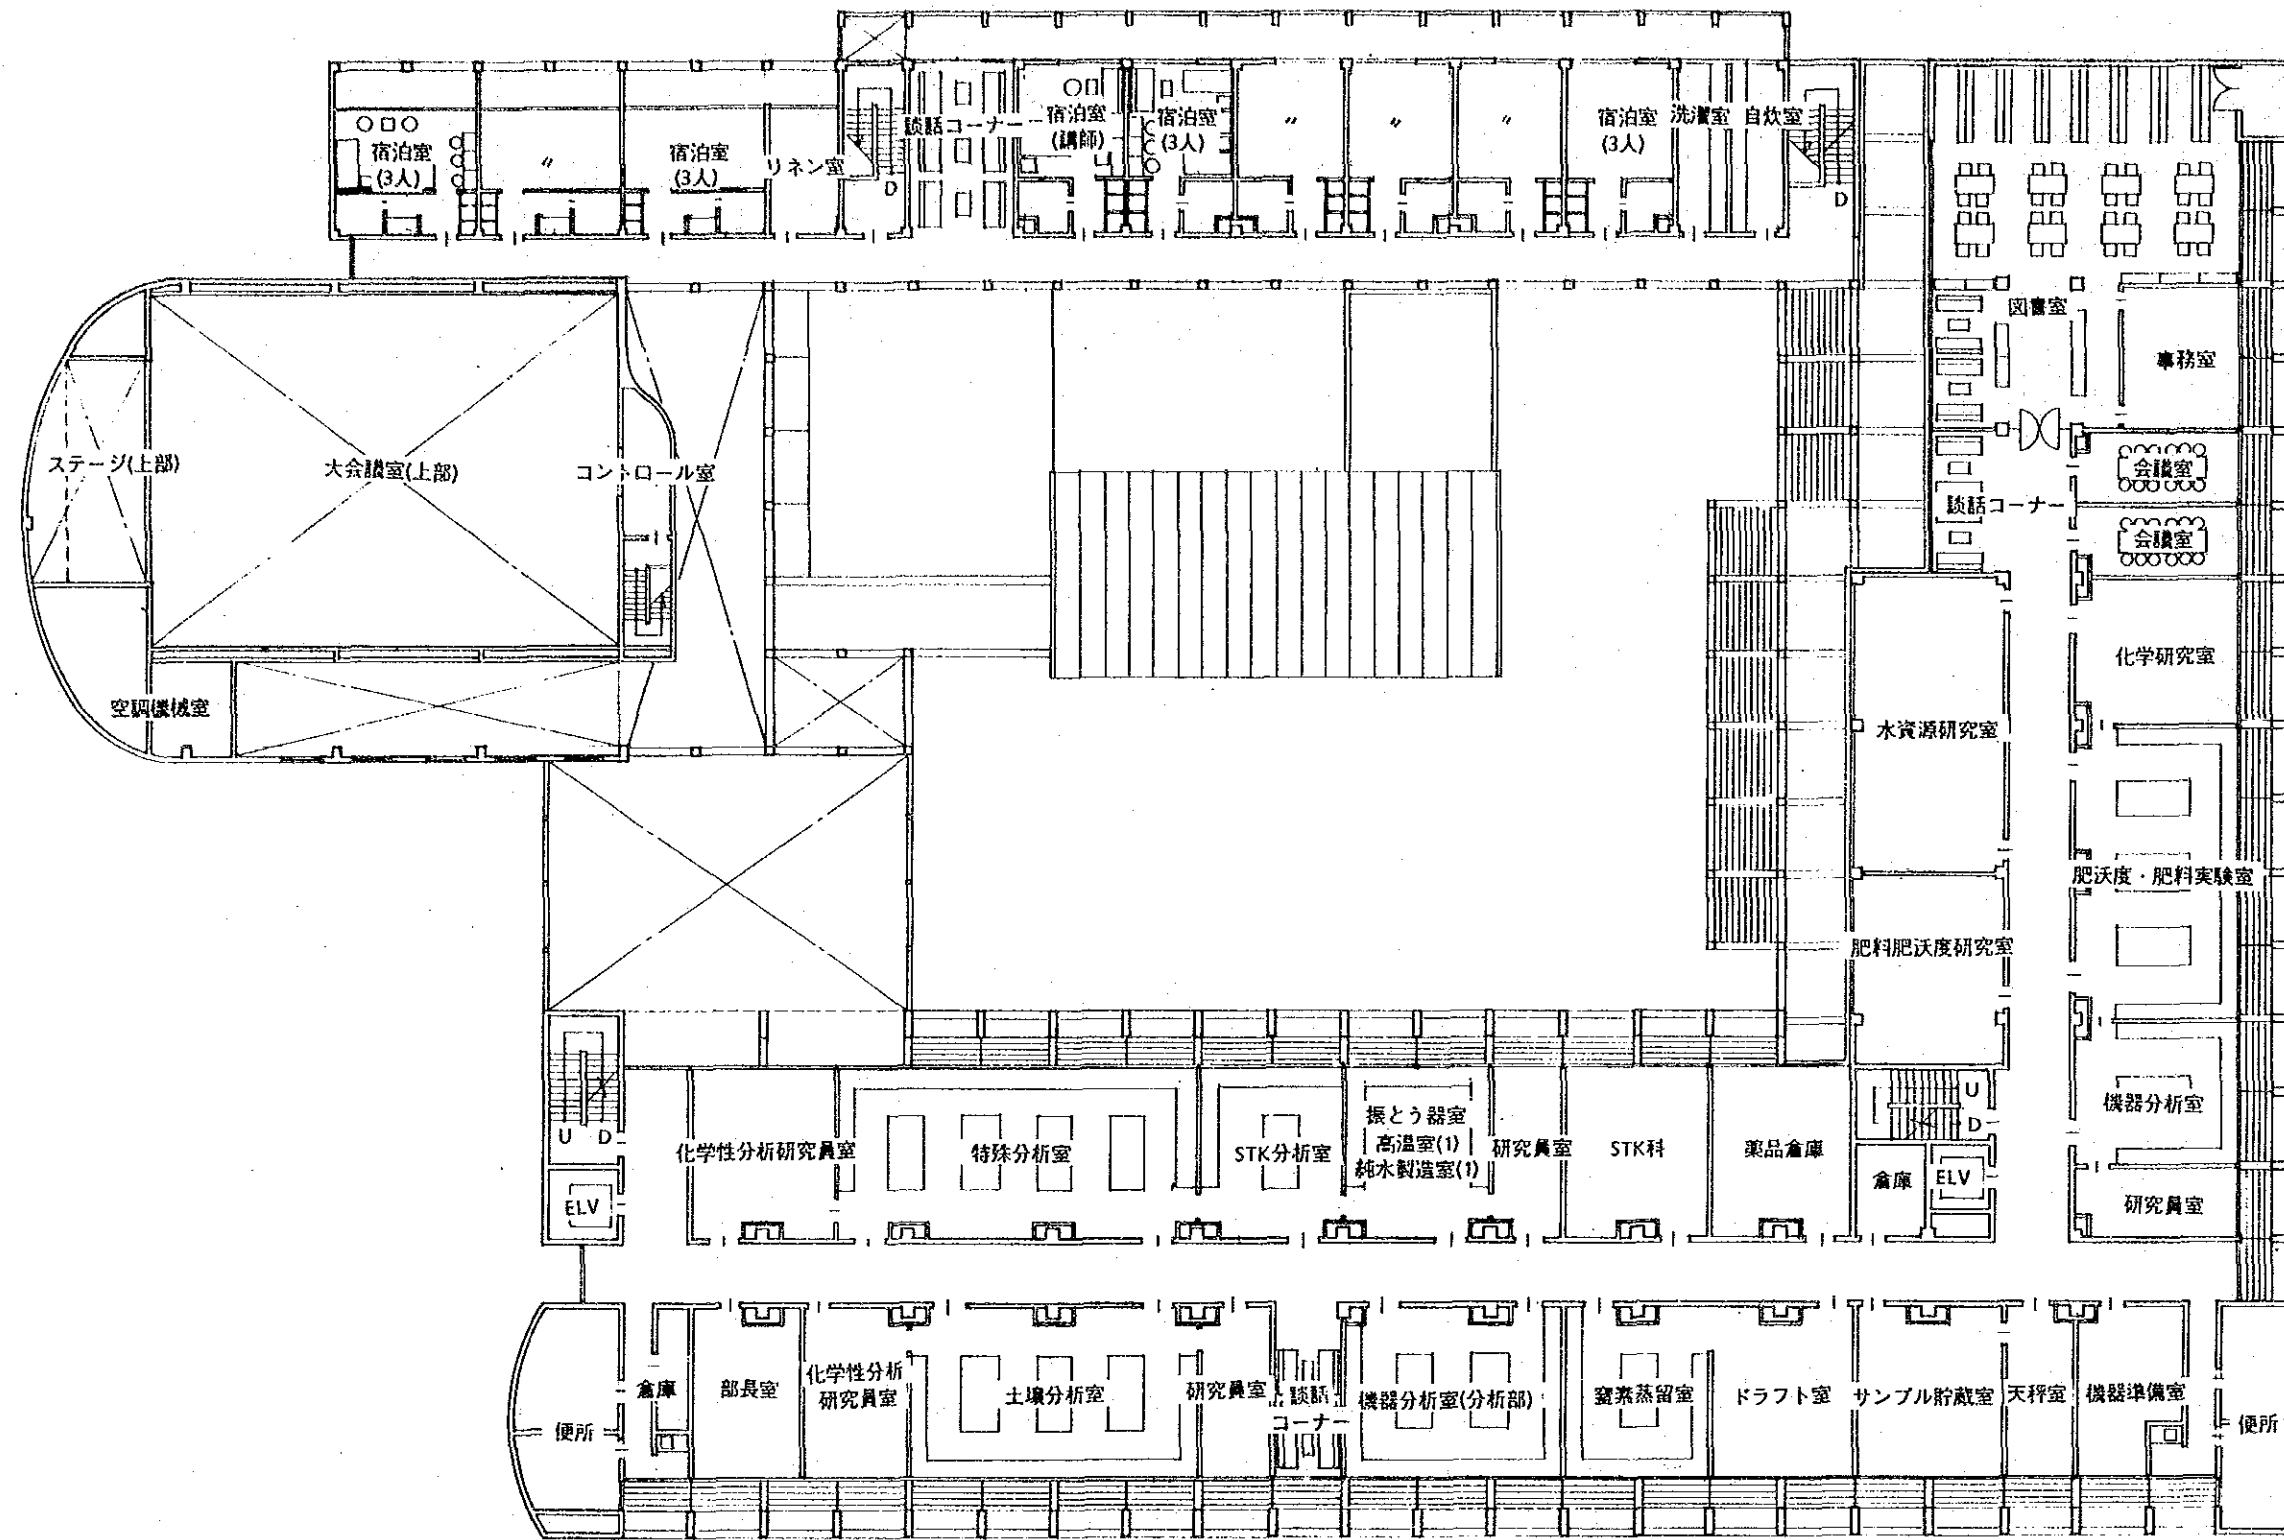 宿泊室
(3人)
〃
宿泊室
(3人)
リネン室
D
談話コーナー
宿泊室
(講師)
宿泊室
(3人)
〃
〃
〃
宿泊室
(3人)
洗濯室
自炊室
D
図書室
事務室
会議室
談話コーナー
会議室
ステージ(上部)
大会議室(上部)
コントロール室
空調機械室
化学研究室
水資源研究室
肥沃度・肥料実験室
肥料肥沃度研究室
機器分析室
研究員室
U
D
ELV
化学性分析研究員室
特殊分析室
STK分析室
振とう器室
高温室(1)
純水製造室(1)
研究員室
STK科
薬品倉庫
U
D
倉庫
ELV
便所
倉庫
部長室
化学性分析
研究員室
土壌分析室
研究員室
談話
コーナー
機器分析室(分析部)
窒素蒸留室
ドラフト室
サンプル貯蔵室
天秤室
機器準備室
便所